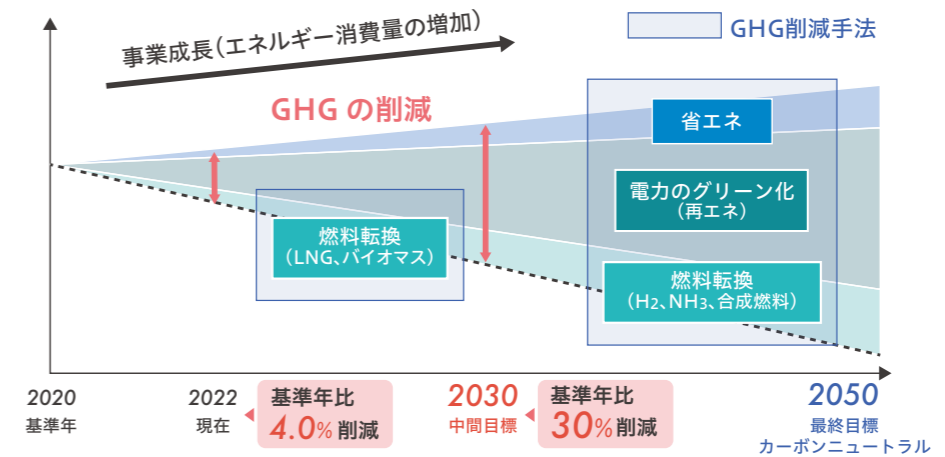 事業成長（エネルギー消費量の増加）
GHG削減手法
GHG の削減
省エネ
電力のグリーン化
（再エネ）
燃料転換
（LNG、バイオマス）
燃料転換
（H2、NH3、合成燃料）
2020
基準年
2022
現在
基準年比
4.0%削減
2030
中間目標
基準年比
30%削減
2050
最終目標
カーボンニュートラル